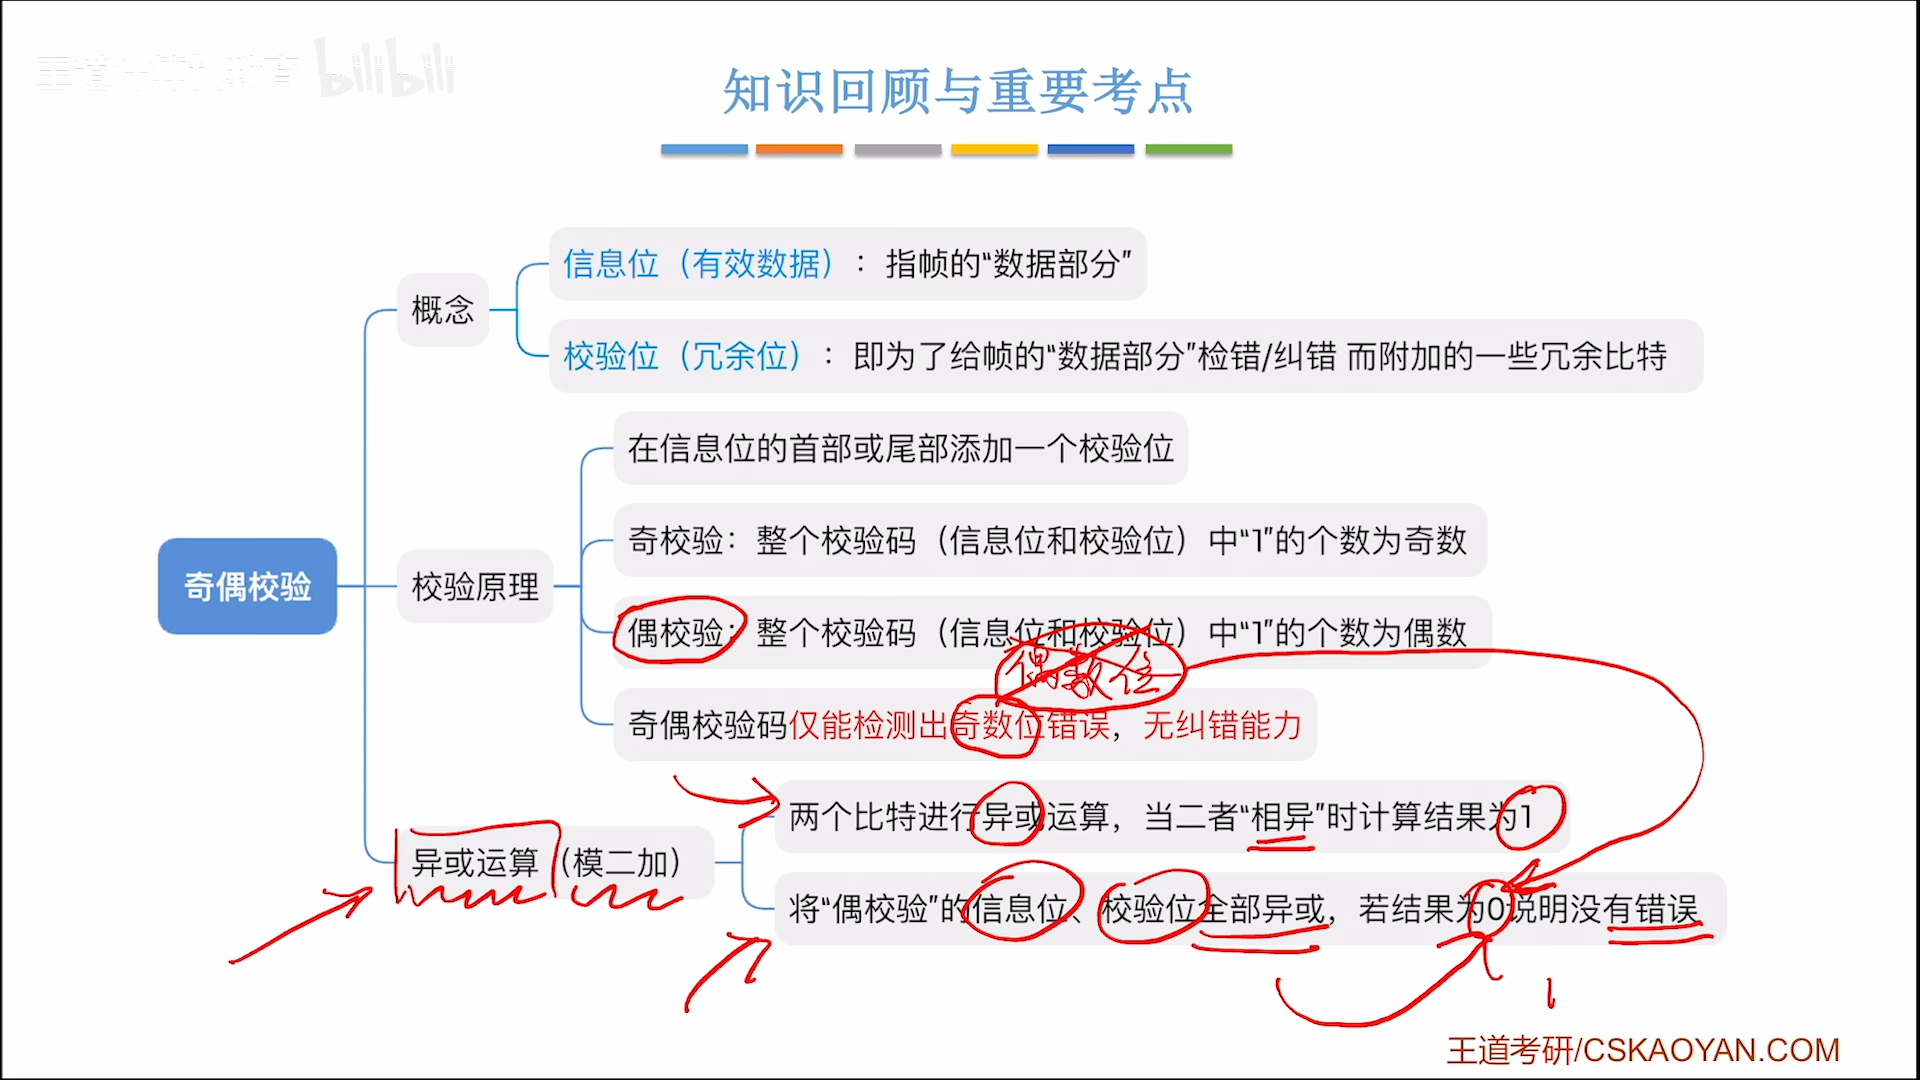 王道计算机教育 bilibili
知识回顾与重要考点
信息位（有效数据）：指帧的“数据部分”
概念
校验位（冗余位）：即为了给帧的“数据部分”检错/纠错 而附加的一些冗余比特
在信息位的首部或尾部添加一个校验位
奇校验：整个校验码（信息位和校验位）中“1”的个数为奇数
奇偶校验
校验原理
偶校验：整个校验码（信息位和校验位）中“1”的个数为偶数
偶数位
奇偶校验码仅能检测出奇数位错误，无纠错能力
两个比特进行异或运算，当二者“相异”时计算结果为1
异或运算（模二加）
将“偶校验”的信息位、校验位全部异或，若结果为0说明没有错误
1
王道考研/CSKAOYAN.COM